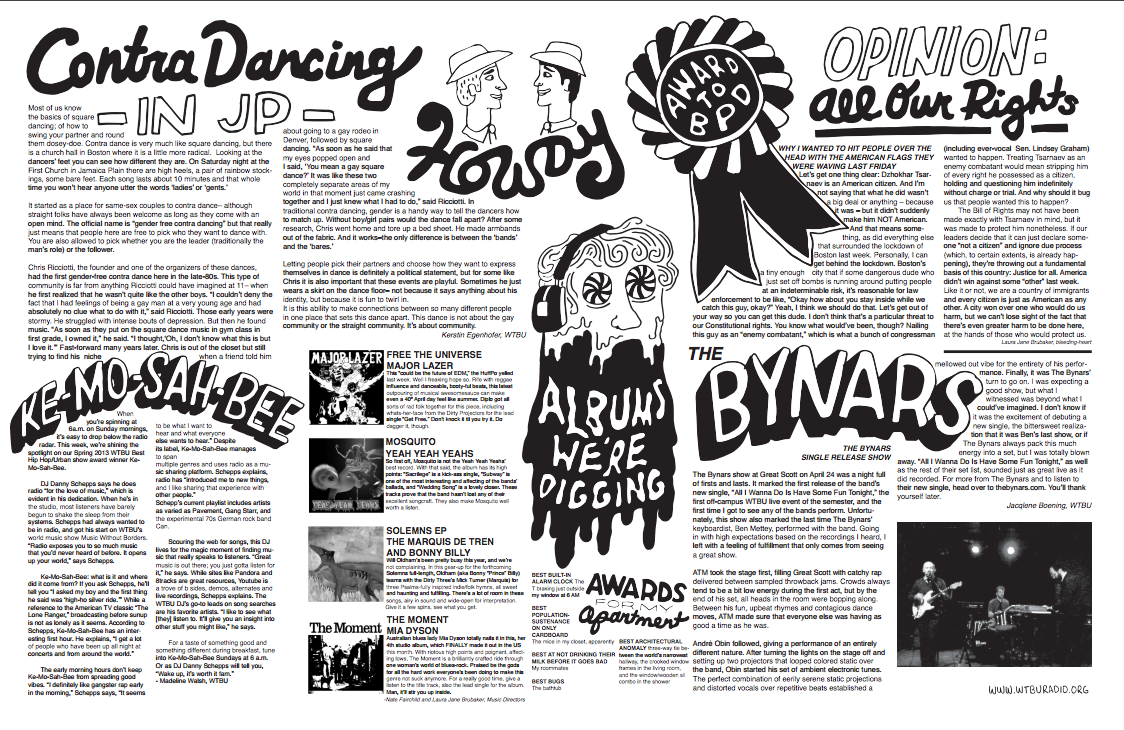 Contra Dancing
- IN JP -
Most of us know
the basics of square
dancing; of how to
swing your partner and round
them dosey-doe. Contra dance is very much like square dancing, but there
is a church hall in Boston where it is a little more radical. Looking at the
dancers' feet you can see how different they are. On Saturday night at the
First Church in Jamaica Plain there are high heels, a pair of rainbow stock-
ings, some bare feet. Each song lasts about 10 minutes and that whole
time you won't hear anyone utter the words 'ladies' or 'gents.'
It started as a place for same-sex couples to contra dance– although
straight folks have always been welcome as long as they come with an
open mind. The official name is "gender free contra dancing" but that really
just means that people here are free to pick who they want to dance with.
You are also allowed to pick whether you are the leader (traditionally the
man's role) or the follower.
Chris Ricciotti, the founder and one of the organizers of these dances,
had the first gender-free contra dance here in the late-80s. This type of
community is far from anything Ricciotti could have imagined at 11– when
he first realized that he wasn't quite like the other boys. "I couldn't deny the
fact that I had feelings of being a gay man at a very young age and had
absolutely no clue what to do with it," said Ricciotti. Those early years were
stormy. He struggled with intense bouts of depression. But then he found
music. "As soon as they put on the square dance music in gym class in
first grade, I owned it," he said. "I thought,'Oh, I don't know what this is but
I love it.'" Fast-forward many years later. Chris is out of the closet but still
trying to find his niche when a friend told him
about going to a gay rodeo in
Denver, followed by square
dancing. "As soon as he said that
my eyes popped open and
I said, 'You mean a gay square
dance?' It was like these two
completely separate areas of my
world in that moment just came crashing
together and I just knew what I had to do," said Ricciotti. In
traditional contra dancing, gender is a handy way to tell the dancers how
to match up. Without boy/girl pairs would the dance fall apart? After some
research, Chris went home and tore up a bed sheet. He made armbands
out of the fabric. And it works–the only difference is between the 'bands'
and the 'bares.'
Letting people pick their partners and choose how they want to express
themselves in dance is definitely a political statement, but for some like
Chris it is also important that these events are playful. Sometimes he just
wears a skirt on the dance floor– not because it says anything about his
identity, but because it is fun to twirl in.
It is this ability to make connections between so many different people
in one place that sets this dance apart. This dance is not about the gay
community or the straight community. It's about community.
Kerstin Egenhofer, WTBU
Howdy
KE-MO-SAH-BEE
When
you're spinning at
6a.m. on Sunday mornings,
it's easy to drop below the radio
radar. This week, we're shining the
spotlight on our Spring 2013 WTBU Best
Hip Hop/Urban show award winner Ke-
Mo-Sah-Bee.
DJ Danny Schepps says he does
radio "for the love of music," which is
evident in his dedication. When he's in
the studio, most listeners have barely
begun to shake the sleep from their
systems. Schepps had always wanted to
be in radio, and got his start on WTBU's
world music show Music Without Borders.
"Radio exposes you to so much music
that you'd never heard of before. It opens
up your world," says Schepps.
Ke-Mo-Sah-Bee: what is it and where
did it come from? If you ask Schepps, he'll
tell you "I asked my boy and the first thing
he said was 'high-ho silver ride.'" While a
reference to the American TV classic "The
Lone Ranger," broadcasting before sunup
is not as lonely as it seems. According to
Schepps, Ke-Mo-Sah-Bee has an inter-
esting first hour. He explains, "I get a lot
of people who have been up all night at
concerts and from around the world."
The early morning hours don't keep
Ke-Mo-Sah-Bee from spreading good
vibes. "I definitely like gangster rap early
in the morning," Schepps says, "It seems
to be what I want to
hear and what everyone
else wants to hear." Despite
its label, Ke-Mo-Sah-Bee manages
to span
multiple genres and uses radio as a mu-
sic sharing platform. Schepps explains,
radio has "introduced me to new things,
and I like sharing that experience with
other people."
Schepp's current playlist includes artists
as varied as Pavement, Gang Starr, and
the experimental 70s German rock band
Can.
Scouring the web for songs, this DJ
lives for the magic moment of finding mu-
sic that really speaks to listeners. "Great
music is out there; you just gotta listen for
it," he says. While sites like Pandora and
8tracks are great resources, Youtube is
a trove of b sides, demos, alternates and
live recordings, Schepps explains. The
WTBU DJ's go-to leads on song searches
are his favorite artists. "I like to see what
[they] listen to. It'll give you an insight into
other stuff you might like," he says.
For a taste of something good and
something different during breakfast, tune
into Ke-Mo-Sah-Bee Sundays at 6 a.m.
Or as DJ Danny Schepps will tell you,
"Wake up, it's worth it fam."
- Madeline Walsh, WTBU
MAJOR LAZER
FREE THE UNIVERSE
MAJOR LAZER
This "could be the future of EDM," the HuffPo yelled
last week. Well I freaking hope so. Rife with reggae
influence and danceable, booty-ful beats, this latest
outpouring of musical awesomesauce can make
even a 40° April day feel like summer. Diplo got all
sorts of rad folk together for this piece, including
whats-her-face from the Dirty Projectors for the lead
single "Get Free." Don't knock it til you try it. Do
dagger it, though.
MOSQUITO
YEAH YEAH YEAHS
So first off, Mosquito is not the Yeah Yeah Yeahs'
best record. With that said, the album has its high
points: "Sacrilege" is a kick-ass single, "Subway" is
one of the most interesting and affecting of the bands'
ballads, and "Wedding Song" is a lovely closer. These
tracks prove that the band hasn't lost any of their
excellent songcraft. They also make Mosquito well
worth a listen.
SOLEMNS EP
THE MARQUIS DE TREN
AND BONNY BILLY
Will Oldham's been pretty busy this year, and we're
not complaining. In this gear-up for the forthcoming
Solemns full-length, Oldham (aka Bonny "Prince" Billy)
teams with the Dirty Three's Mick Turner (Marquis) for
three Psalms-fully inspired indie/folk hymns, all sweet
and haunting and fulfilling. There's a lot of room in these
songs, airy in sound and wide-open for interpretation.
Give it a few spins, see what you get.
The Moment
THE MOMENT
MIA DYSON
Australian blues lady Mia Dyson totally nails it in this, her
4th studio album, which FINALLY made it out in the US
this month. With riotous high points and poignant, affect-
ing lows, The Moment is a brilliantly crafted ride through
one woman's world of blues-rock. Praised be the gods
for all the hard work everyone's been doing to make this
genre not suck anymore. For a really good time, give a
listen to the title track, also the lead single for the album.
Man, it'll stir you up inside.
-Nate Fairchild and Laura Jane Brubaker, Music Directors
ALBUMS
WE'RE
DIGGING
AWARDS
FOR MY
Apartment
BEST BUILT-IN
ALARM CLOCK The
T braking just outside
my window at 6 AM
BEST
POPULATION-
SUSTENANCE
ON ONLY
CARDBOARD
The mice in my closet, apparently
BEST AT NOT DRINKING THEIR
MILK BEFORE IT GOES BAD
My roommates
BEST BUGS
The bathtub
BEST ARCHITECTURAL
ANOMALY three-way tie be-
tween the world's narrowest
hallway, the crooked window
frames in the living room,
and the window/wooden sil
combo in the shower
AWARD
TO
BPD
OPINION:
all Our Rights
WHY I WANTED TO HIT PEOPLE OVER THE
HEAD WITH THE AMERICAN FLAGS THEY
WERE WAVING LAST FRIDAY
Let's get one thing clear: Dzhokhar Tsar-
naev is an American citizen. And I'm
not saying that what he did wasn't
a big deal or anything – because
it was – but it didn't suddenly
make him NOT American.
And that means some-
thing, as did everything else
that surrounded the lockdown of
Boston last week. Personally, I can
get behind the lockdown. Boston's
a tiny enough city that if some dangerous dude who
just set of bombs is running around putting people
at an indeterminable risk, it's reasonable for law
enforcement to be like, "Okay how about you stay inside while we
catch this guy, okay?" Yeah, I think we should do that. Let's get out of
your way so you can get this dude. I don't think that's a particular threat to
our Constitutional rights. You know what would've been, though? Nailing
this guy as an "enemy combatant," which is what a bunch of congressman
(including ever-vocal Sen. Lindsey Graham)
wanted to happen. Treating Tsarnaev as an
enemy combatant would mean stripping him
of every right he possessed as a citizen,
holding and questioning him indefinitely
without charge or trial. And why should it bug
us that people wanted this to happen?
The Bill of Rights may not have been
made exactly with Tsarnaev in mind, but it
was made to protect him nonetheless. If our
leaders decide that it can just declare some-
one "not a citizen" and ignore due process
(which, to certain extents, is already hap-
pening), they're throwing out a fundamental
basis of this country: Justice for all. America
didn't win against some "other" last week.
Like it or not, we are a country of immigrants
and every citizen is just as American as any
other. A city won over one who would do us
harm, but we can't lose sight of the fact that
there's even greater harm to be done here,
at the hands of those who would protect us.
Laura Jane Brubaker, bleeding-heart
THE
BYNARS
THE BYNARS
SINGLE RELEASE SHOW
The Bynars show at Great Scott on April 24 was a night full
of firsts and lasts. It marked the first release of the band's
new single, "All I Wanna Do Is Have Some Fun Tonight," the
first off-campus WTBU live event of the semester, and the
first time I got to see any of the bands perform. Unfortu-
nately, this show also marked the last time The Bynars'
keyboardist, Ben Mettey, performed with the band. Going
in with high expectations based on the recordings I heard, I
left with a feeling of fulfillment that only comes from seeing
a great show.
ATM took the stage first, filling Great Scott with catchy rap
delivered between sampled throwback jams. Crowds always
tend to be a bit low energy during the first act, but by the
end of his set, all heads in the room were bopping along.
Between his fun, upbeat rhymes and contagious dance
moves, ATM made sure that everyone else was having as
good a time as he was.
André Obin followed, giving a performance of an entirely
different nature. After turning the lights on the stage off and
setting up two projectors that looped colored static over
the band, Obin started his set of ambient electronic tunes.
The perfect combination of eerily serene static projections
and distorted vocals over repetitive beats established a
mellowed out vibe for the entirety of his perfor-
mance. Finally, it was The Bynars'
turn to go on. I was expecting a
good show, but what I
witnessed was beyond what I
could've imagined. I don't know if
it was the excitement of debuting a
new single, the bittersweet realiza-
tion that it was Ben's last show, or if
The Bynars always pack this much
energy into a set, but I was totally blown
away. "All I Wanna Do Is Have Some Fun Tonight," as well
as the rest of their set list, sounded just as great live as it
did recorded. For more from The Bynars and to listen to
their new single, head over to thebynars.com. You'll thank
yourself later.
Jacqlene Boening, WTBU
WWW.WTBURADIO.ORG